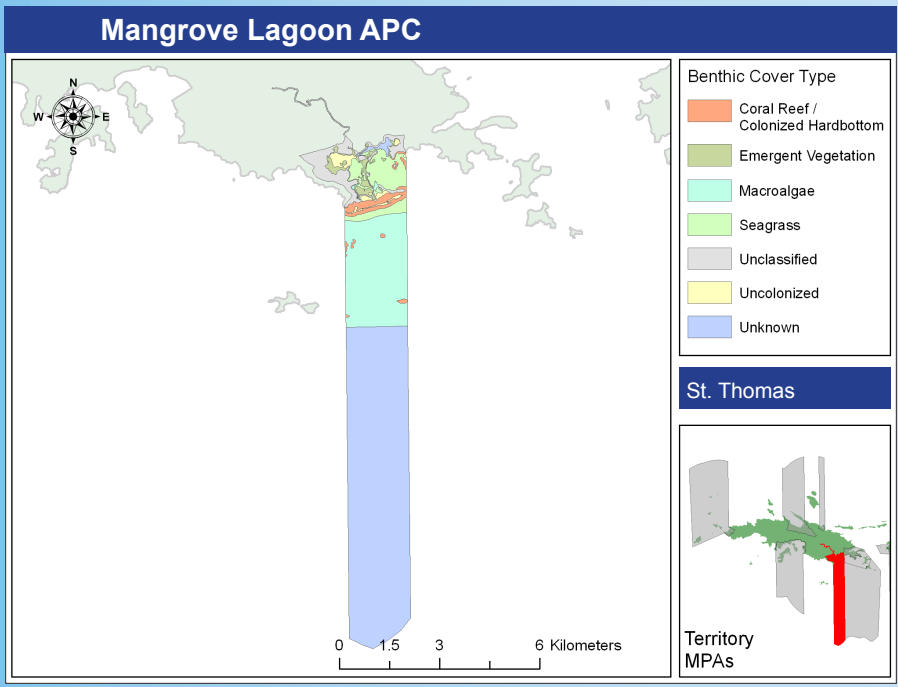 Mangrove Lagoon APC
N
W
E
S
0
1.5
3
6 Kilometers
Benthic Cover Type
Coral Reef /
Colonized Hardbottom
Emergent Vegetation
Macroalgae
Seagrass
Unclassified
Uncolonized
Unknown
St. Thomas
Territory
MPAs